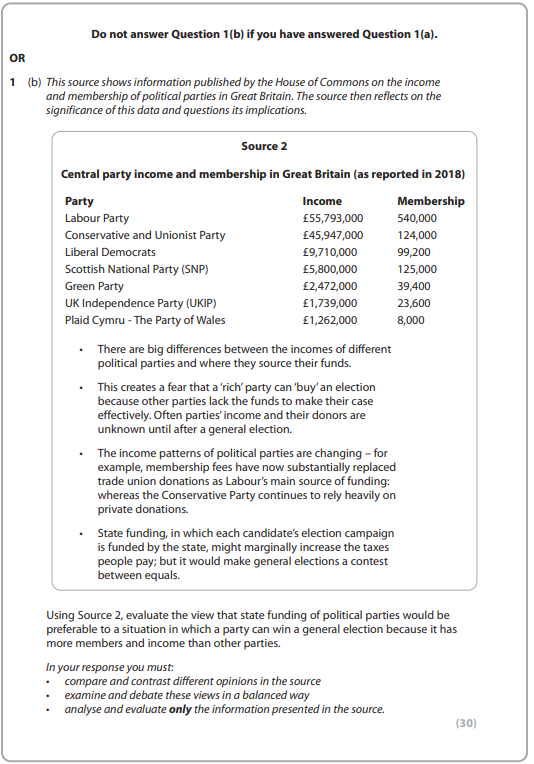 Do not answer Question 1(b) if you have answered Question 1(a).
OR
1 (b) This source shows information published by the House of Commons on the income
and membership of political parties in Great Britain. The source then reflects on the
significance of this data and questions its implications.
Source 2
Central party income and membership in Great Britain (as reported in 2018)
Party Income Membership
Labour Party £55,793,000 540,000
Conservative and Unionist Party £45,947,000 124,000
Liberal Democrats £9,710,000 99,200
Scottish National Party (SNP) £5,800,000 125,000
Green Party £2,472,000 39,400
UK Independence Party (UKIP) £1,739,000 23,600
Plaid Cymru - The Party of Wales £1,262,000 8,000
• There are big differences between the incomes of different
political parties and where they source their funds.
• This creates a fear that a ‘rich’ party can ‘buy’ an election
because other parties lack the funds to make their case
effectively. Often parties’ income and their donors are
unknown until after a general election.
• The income patterns of political parties are changing – for
example, membership fees have now substantially replaced
trade union donations as Labour’s main source of funding:
whereas the Conservative Party continues to rely heavily on
private donations.
• State funding, in which each candidate’s election campaign
is funded by the state, might marginally increase the taxes
people pay; but it would make general elections a contest
between equals.
Using Source 2, evaluate the view that state funding of political parties would be
preferable to a situation in which a party can win a general election because it has
more members and income than other parties.
In your response you must:
• compare and contrast different opinions in the source
• examine and debate these views in a balanced way
• analyse and evaluate only the information presented in the source.
(30)